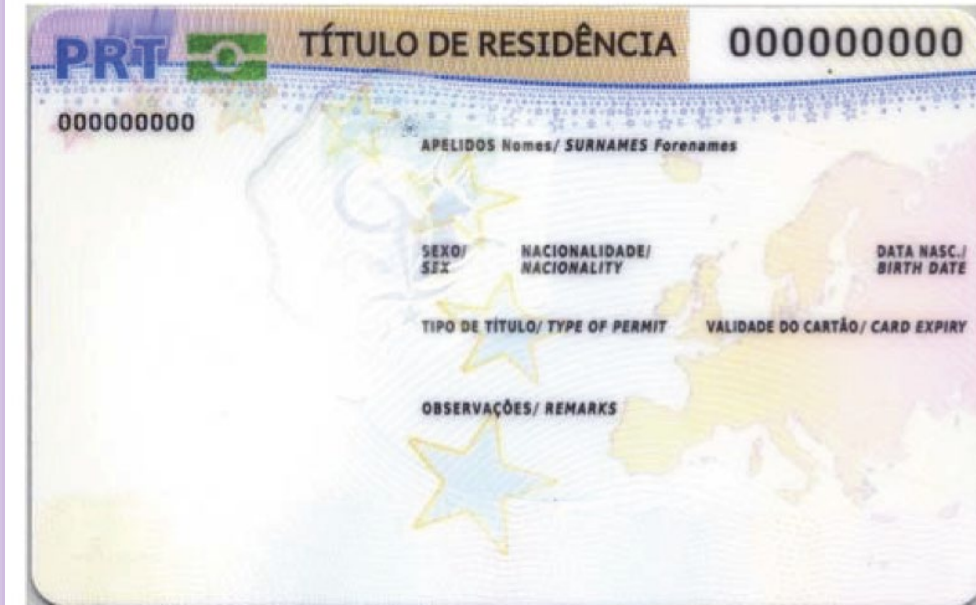 PRT TÍTULO DE RESIDÊNCIA 000000000
000000000
APELIDOS Nomes/ SURNAMES Forenames
SEXO/ NACIONALIDADE/ DATA NASC./
SEX NACIONALITY BIRTH DATE
TIPO DE TÍTULO/ TYPE OF PERMIT VALIDADE DO CARTÃO/ CARD EXPIRY
OBSERVAÇÕES/ REMARKS